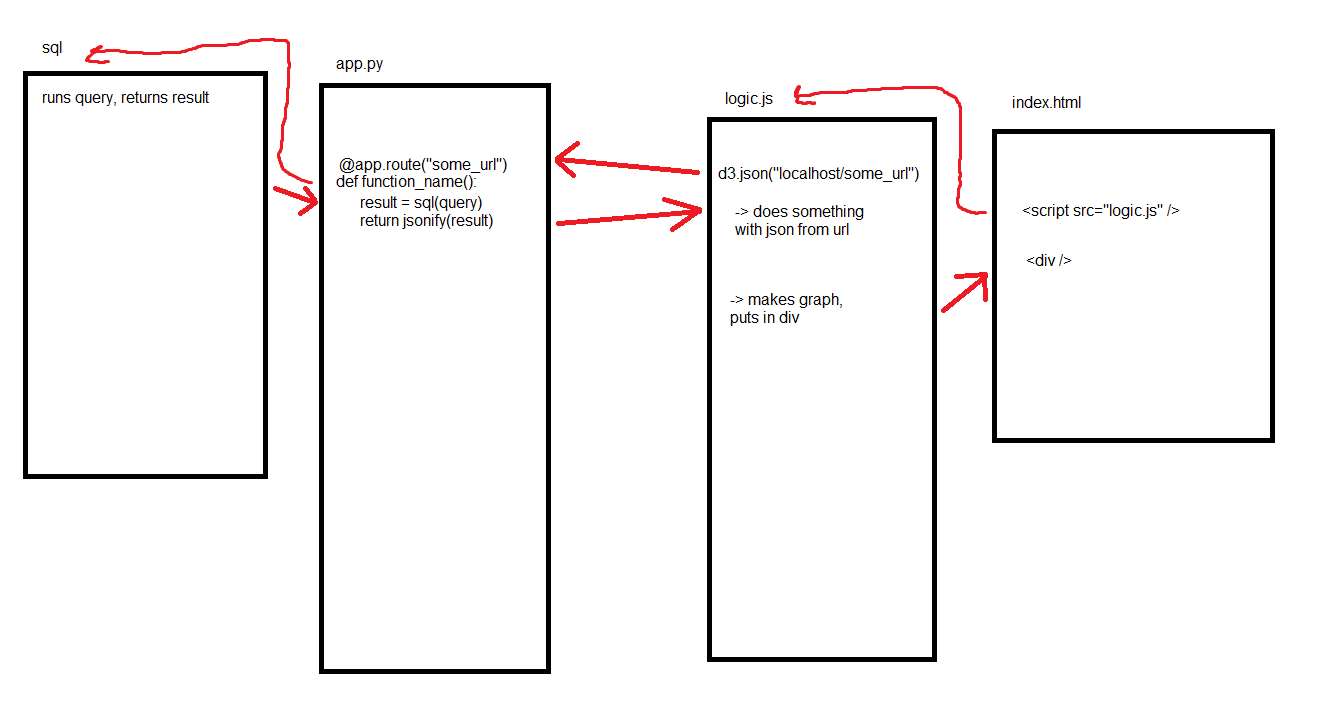 sql
runs query, returns result
app.py
@app.route("some_url")
def function_name():
result = sql(query)
return jsonify(result)
logic.js
d3.json("localhost/some_url")
-> does something
with json from url
-> makes graph,
puts in div
index.html
<script src="logic.js" />
<div />